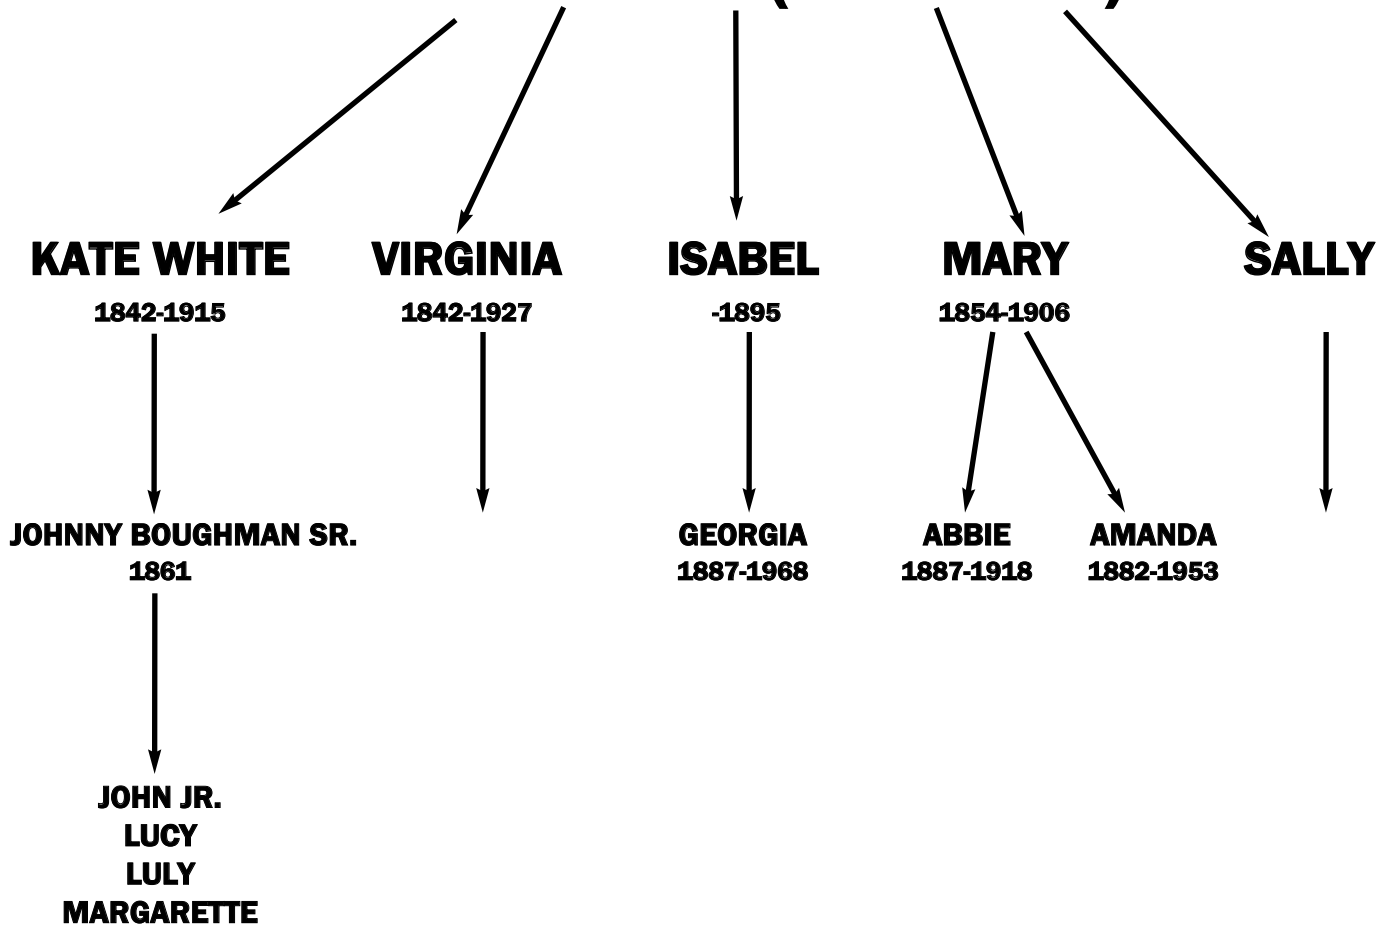 KATE WHITE
1842-1915
VIRGINIA
1842-1927
ISABEL
-1895
MARY
1854-1906
SALLY
JOHNNY BOUGHMAN SR.
1861
GEORGIA
1887-1968
ABBIE
1887-1918
AMANDA
1882-1953
JOHN JR.
LUCY
LULY
MARGARETTE